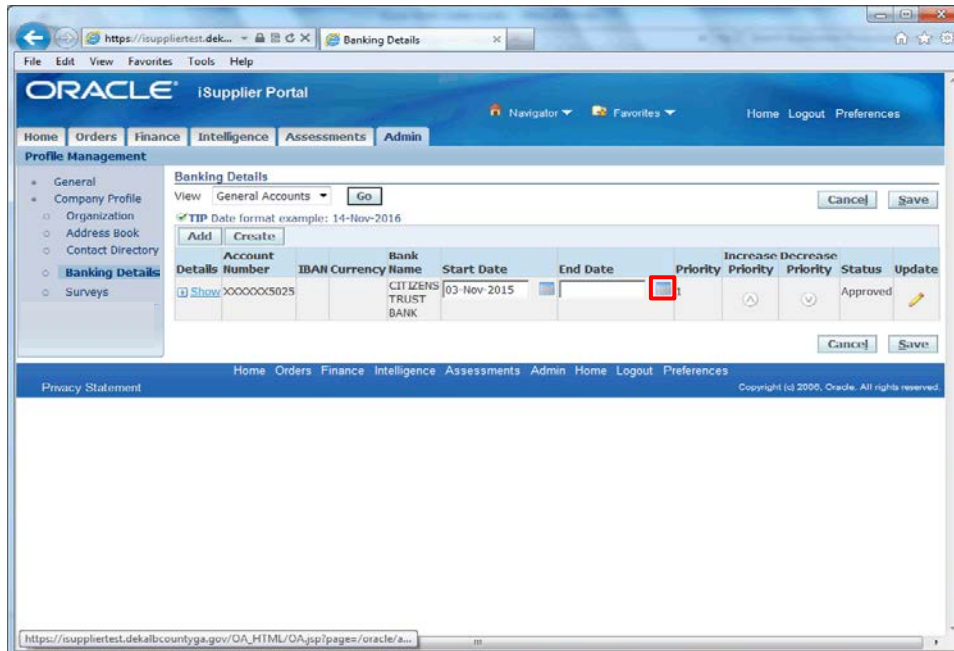 https://isuppliertest.dek...
Banking Details
File Edit View Favorites Tools Help
ORACLE iSupplier Portal
Navigator Favorites Home Logout Preferences
Home Orders Finance Intelligence Assessments Admin
Profile Management
General
Company Profile
Organization
Address Book
Contact Directory
Banking Details
Surveys
Banking Details
View General Accounts Go
Cancel Save
TIP Date format example: 14-Nov-2016
Add Create
Details Account Number IBAN Currency Bank Name Start Date End Date Priority Increase Priority Decrease Priority Status Update
Show XXXXXX5025 CITIZENS TRUST BANK 03-Nov-2015 1 Approved
Cancel Save
Home Orders Finance Intelligence Assessments Admin Home Logout Preferences
Privacy Statement
Copyright (c) 2006, Oracle. All rights reserved.
https://isuppliertest.dekalbcountyga.gov/OA_HTML/OA.jsp?page=/oracle/a...